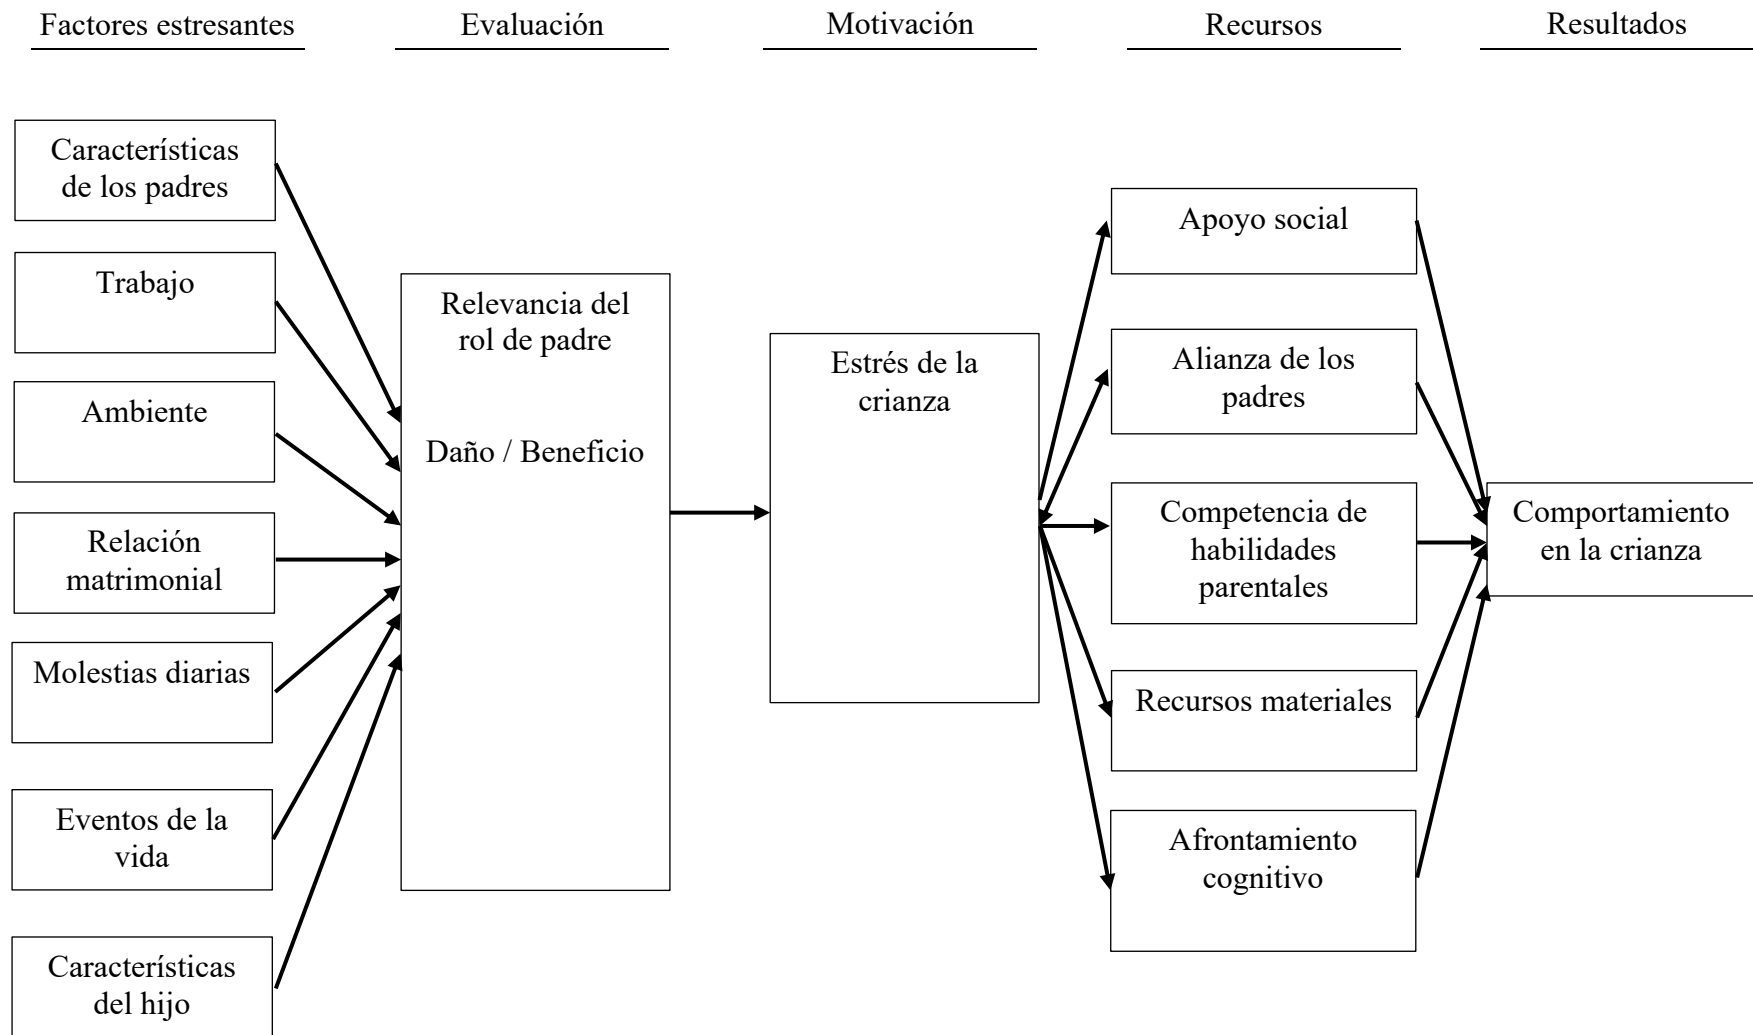 Factores estresantes
Evaluación
Motivación
Recursos
Resultados
Características
de los padres
Trabajo
Ambiente
Relación
matrimonial
Molestias diarias
Eventos de la
vida
Características
del hijo
Relevancia del
rol de padre
Daño / Beneficio
Estrés de la
crianza
Apoyo social
Alianza de los
padres
Competencia de
habilidades
parentales
Recursos materiales
Afrontamiento
cognitivo
Comportamiento
en la crianza